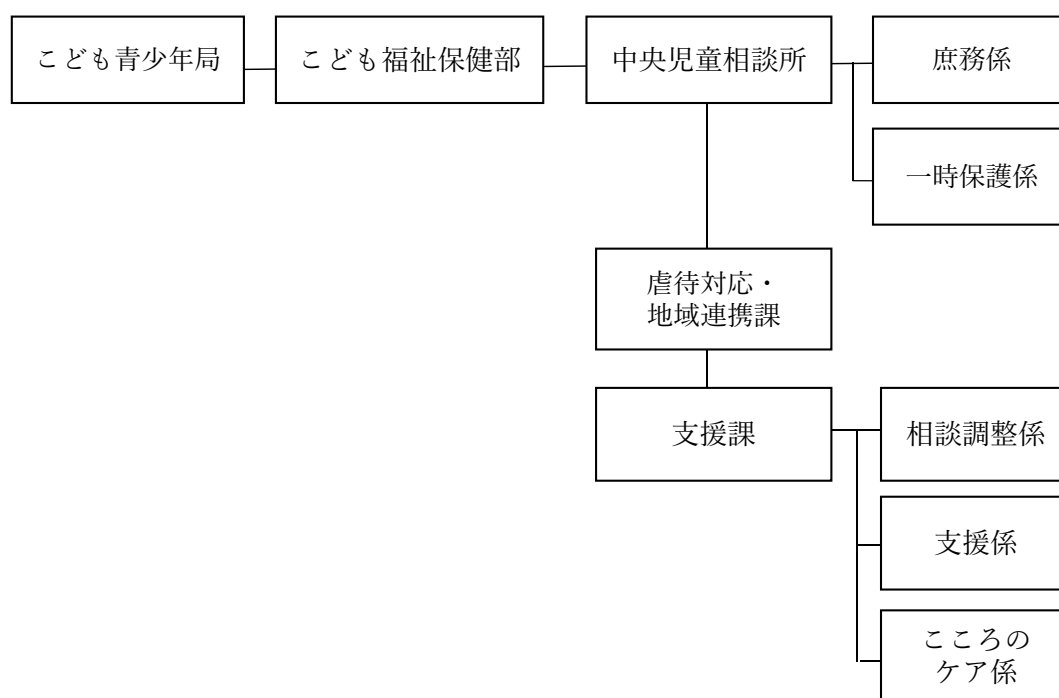 こども青少年局
こども福祉保健部
中央児童相談所
庶務係
一時保護係
虐待対応・
地域連携課
支援課
相談調整係
支援係
こころの
ケア係